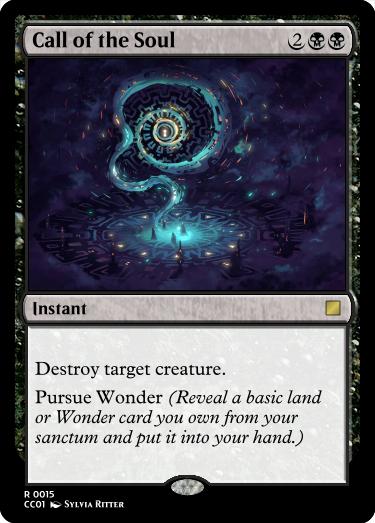 Call of the Soul 2
Instant
Destroy target creature.
Pursue Wonder (Reveal a basic land
or Wonder card you own from your
sanctum and put it into your hand.)
R 0015
CC01 Sylvia Ritter